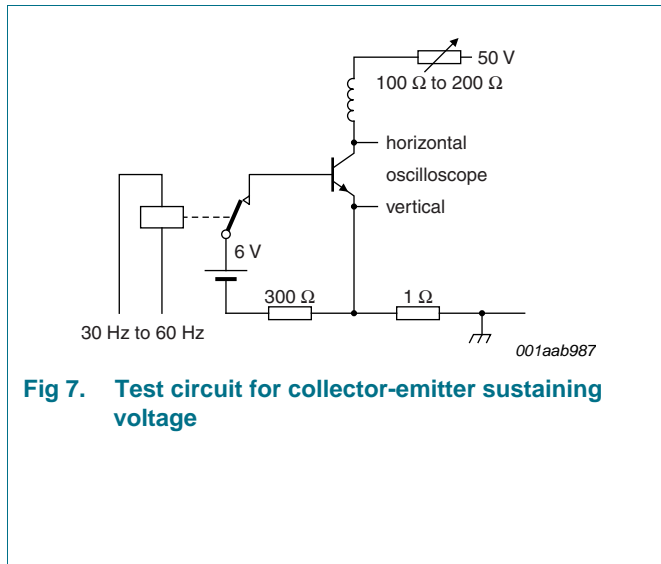 50 V
100 Ω to 200 Ω
horizontal
oscilloscope
vertical
6 V
300 Ω
1 Ω
30 Hz to 60 Hz
001aab987
Fig 7. Test circuit for collector-emitter sustaining
voltage